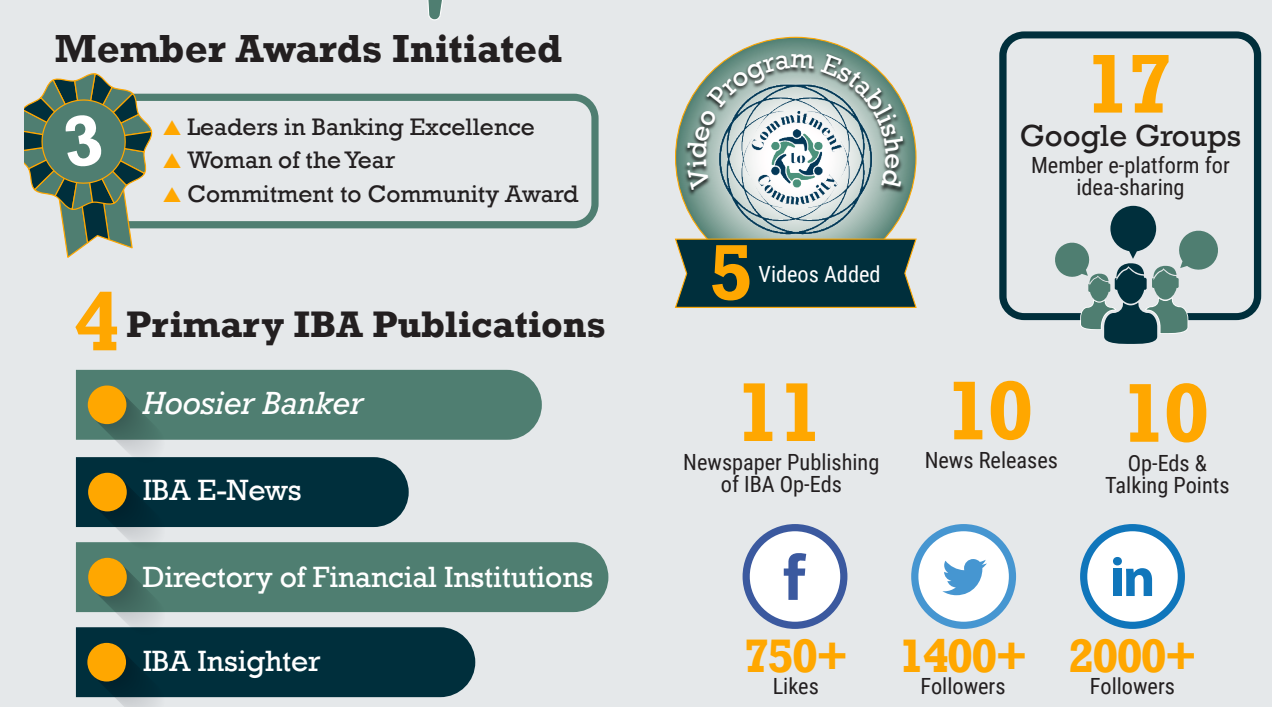 Member Awards Initiated
3
Leaders in Banking Excellence
Woman of the Year
Commitment to Community Award
4 Primary IBA Publications
Hoosier Banker
IBA E-News
Directory of Financial Institutions
IBA Insighter
Video Program Established
Commitment
to
Community
5 Videos Added
17
Google Groups
Member e-platform for
idea-sharing
11
Newspaper Publishing
of IBA Op-Eds
10
News Releases
10
Op-Eds &
Talking Points
f
750+
Likes
1400+
Followers
in
2000+
Followers